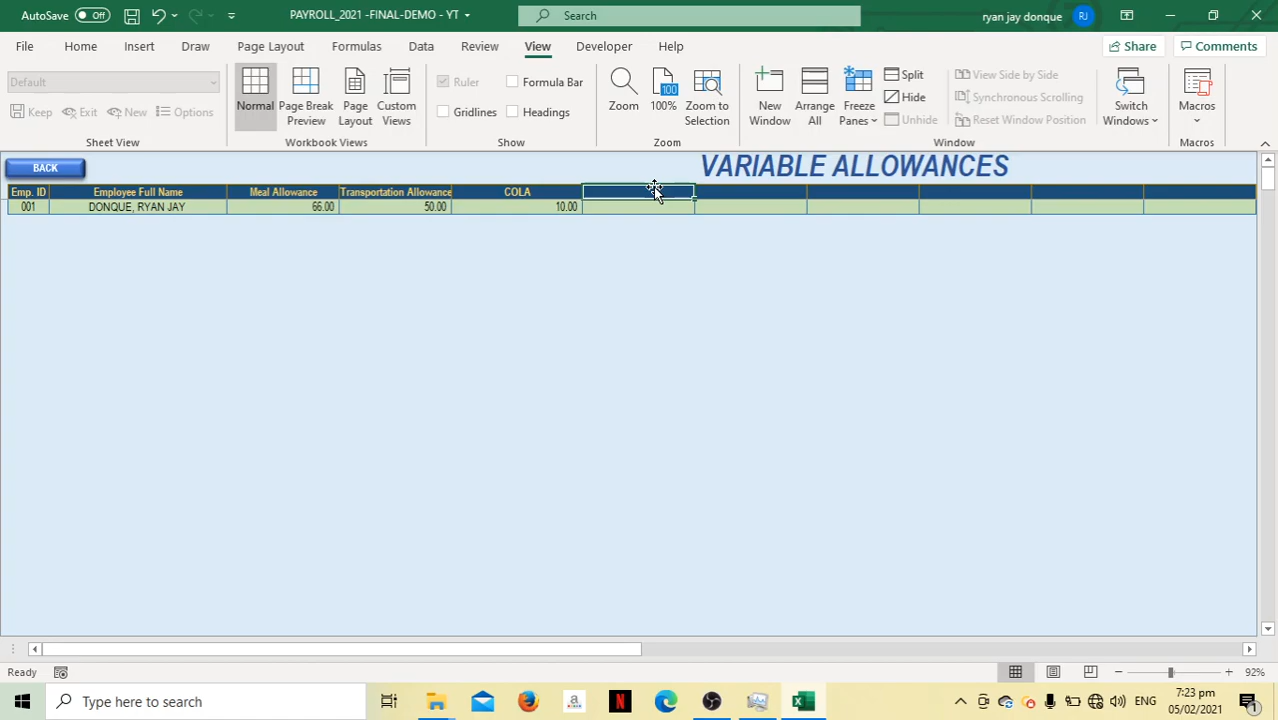 AutoSave Off PAYROLL_2021 -FINAL-DEMO - YT Search ryan jay donque RJ
File Home Insert Draw Page Layout Formulas Data Review View Developer Help Share Comments
Default
Keep Exit New Options
Sheet View
Normal
Page Break Preview
Page Layout
Custom Views
Workbook Views
Ruler Formula Bar
Gridlines Headings
Show
Zoom
100
100%
Zoom to Selection
Zoom
New Window
Arrange All
Freeze Panes
Split
Hide
Unhide
View Side by Side
Synchronous Scrolling
Reset Window Position
Switch Windows
Window
Macros
Macros
BACK VARIABLE ALLOWANCES
Emp. ID Employee Full Name Meal Allowance Transportation Allowance COLA
001 DONQUE, RYAN JAY 66.00 50.00 10.00
Ready 92%
Type here to search a N ENG 7:23 pm
05/02/2021 1